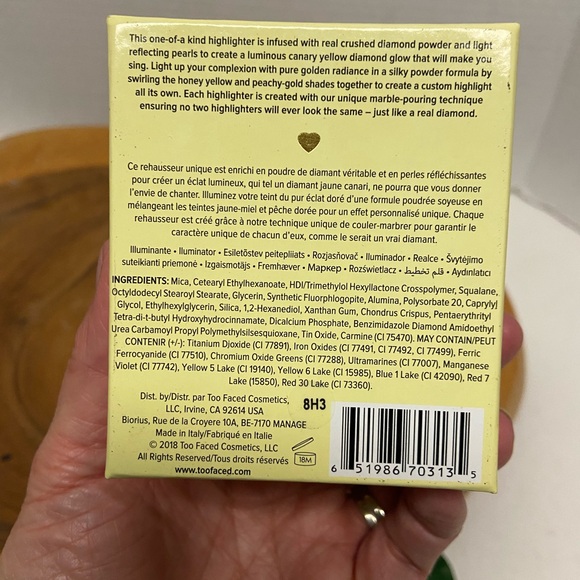 This one-of-a kind highlighter is infused with real crushed diamond powder and light
reflecting pearls to create a luminous canary yellow diamond glow that will make you
sing. Light up your complexion with pure golden radiance in a silky powder formula by
swirling the honey yellow and peachy-gold shades together to create a custom highlight
all its own. Each highlighter is created with our unique marble-pouring technique
ensuring no two highlighters will ever look the same – just like a real diamond.
Ce rehausseur unique est enrichi en poudre de diamant véritable et en perles réfléchissantes
pour créer un éclat lumineux, qui tel un diamant jaune canari, ne pourra que vous donner
l'envie de chanter. Illuminez votre teint du pur éclat doré d'une formule poudrée soyeuse en
mélangeant les teintes jaune-miel et pêche dorée pour un effet personnalisé unique. Chaque
rehausseur est créé grâce à notre technique unique de couler-marbrer pour garantir le
caractère unique de chacun d'eux, comme le serait un vrai diamant.
Illuminante • Iluminator • Esiletõstev peitepliiats • Rozjasňovač • Iluminador • Realce • Švytėjimo
suteikianti priemonė • Izgaismotājs • Fremhæver • Маркер • Rozświetlacz • قلم تخطيط • Aydınlatıcı
INGREDIENTS: Mica, Cetearyl Ethylhexanoate, HDI/Trimethylol Hexyllactone Crosspolymer, Squalane,
Octyldodecyl Stearoyl Stearate, Glycerin, Synthetic Fluorphlogopite, Alumina, Polysorbate 20, Caprylyl
Glycol, Ethylhexylglycerin, Silica, 1,2-Hexanediol, Xanthan Gum, Chondrus Crispus, Pentaerythrityl
Tetra-di-t-butyl Hydroxyhydrocinnamate, Dicalcium Phosphate, Benzimidazole Diamond Amidoethyl
Urea Carbamoyl Propyl Polymethylsilsesquioxane, Tin Oxide, Carmine (CI 75470). MAY CONTAIN/PEUT
CONTENIR (+/-): Titanium Dioxide (CI 77891), Iron Oxides (CI 77491, CI 77492, CI 77499), Ferric
Ferrocyanide (CI 77510), Chromium Oxide Greens (CI 77288), Ultramarines (CI 77007), Manganese
Violet (CI 77742), Yellow 5 Lake (CI 19140), Yellow 6 Lake (CI 15985), Blue 1 Lake (CI 42090), Red 7
Lake (15850), Red 30 Lake (CI 73360).
Dist. by/Distr. par Too Faced Cosmetics,
LLC, Irvine, CA 92614 USA
Biorius, Rue de la Croyere 10A, BE-7170 MANAGE
Made in Italy/Fabriqué en Italie
© 2018 Too Faced Cosmetics, LLC
All Rights Reserved/Tous droits réservés
www.toofaced.com
18M
8H3
6 51986 70313 5